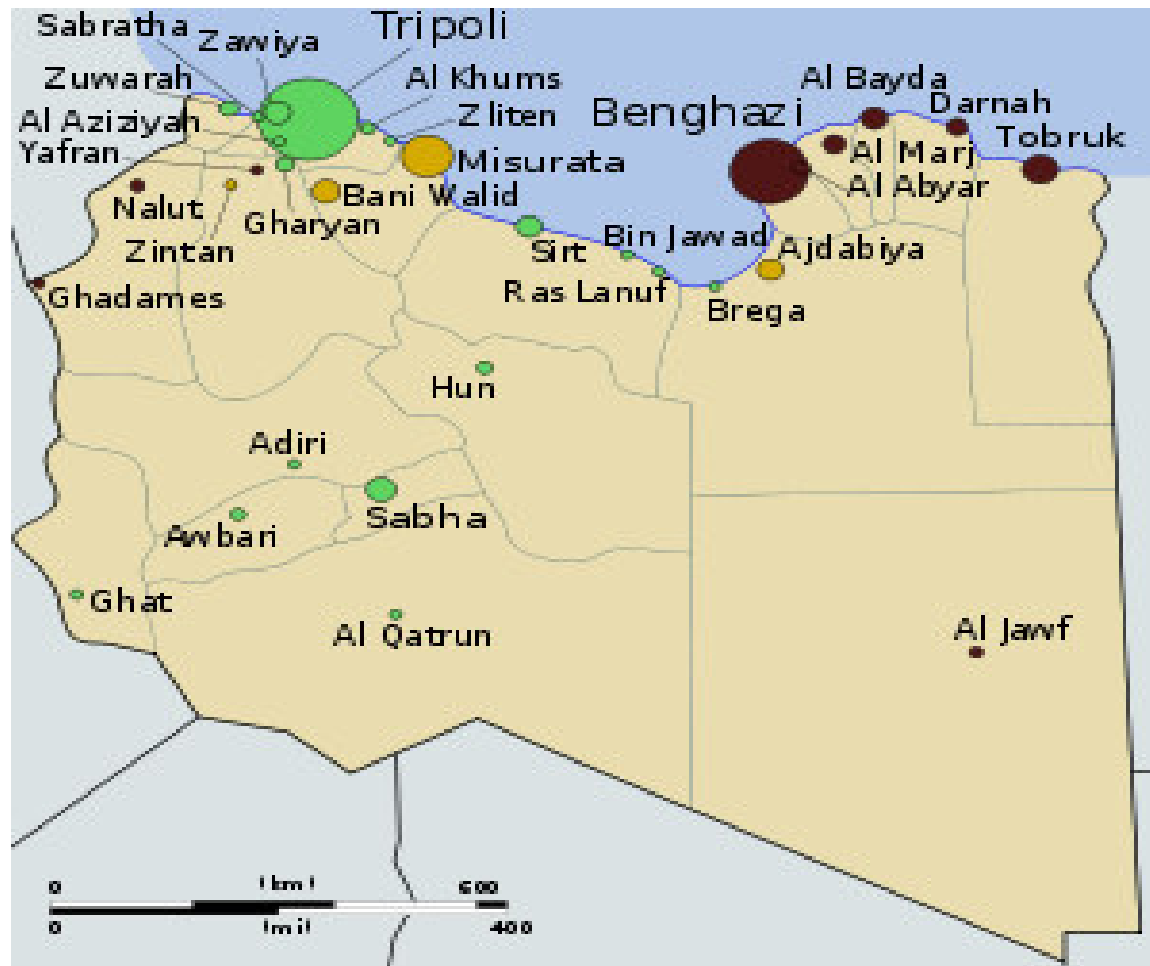 Sabratha
Zawiya
Tripoli
Zuwarah
Al Khums
Al Bayda
Al Aziziyah
Zliten
Benghazi
Darnah
Yafran
Misurata
Al Marj
Tobruk
Nalut
Bani Walid
Al Abyar
Zintan
Gharyan
Sirt
Bin Jawad
Ajdabiya
Ghadames
Ras Lanuf
Brega
Hun
Adiri
Sabha
Awbari
Ghat
Al Qatrun
Al Jawf
0 (km) 600
0 (mi) 400